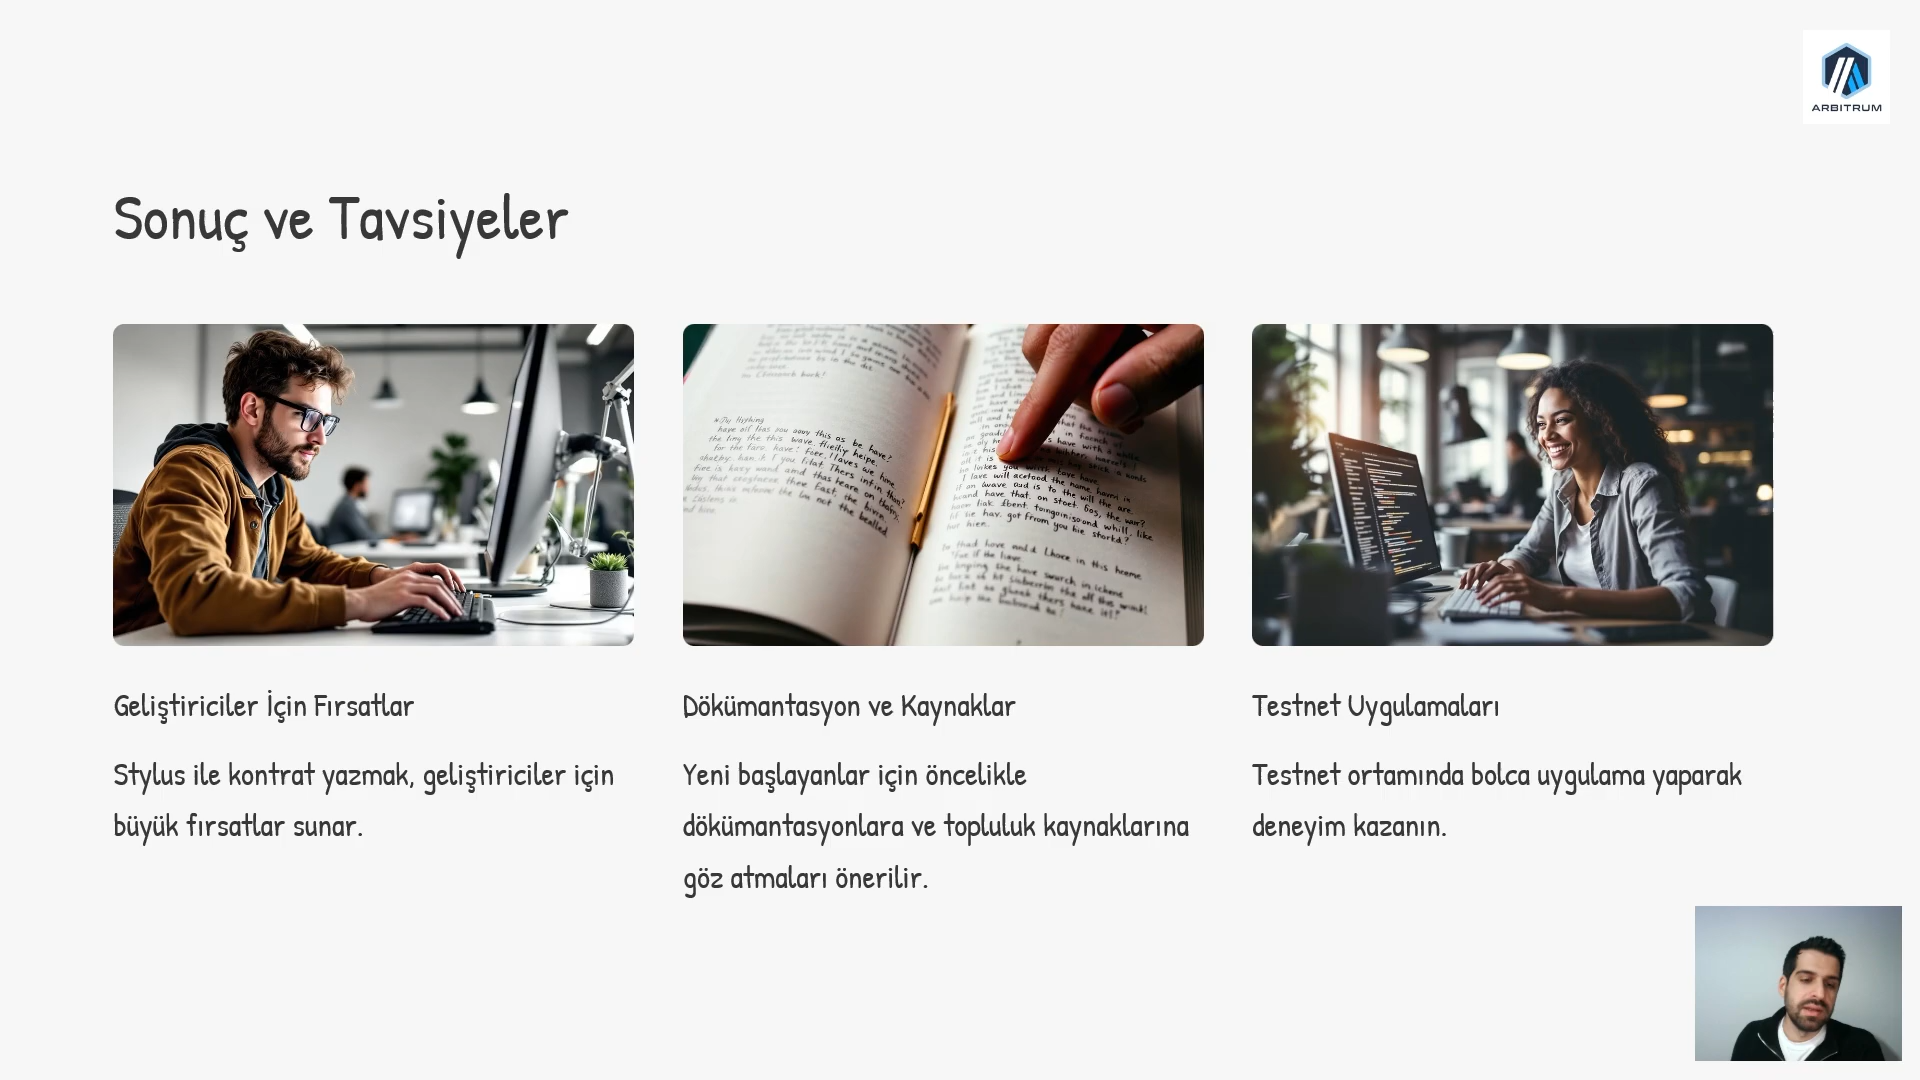 ARBITRUM
Sonuç ve Tavsiyeler
Geliştiriciler İçin Fırsatlar
Stylus ile kontrat yazmak, geliştiriciler için
büyük fırsatlar sunar.
Dökümantasyon ve Kaynaklar
Yeni başlayanlar için öncelikle
dökümantasyonlara ve topluluk kaynaklarına
göz atmaları önerilir.
Testnet Uygulamaları
Testnet ortamında bolca uygulama yaparak
deneyim kazanın.